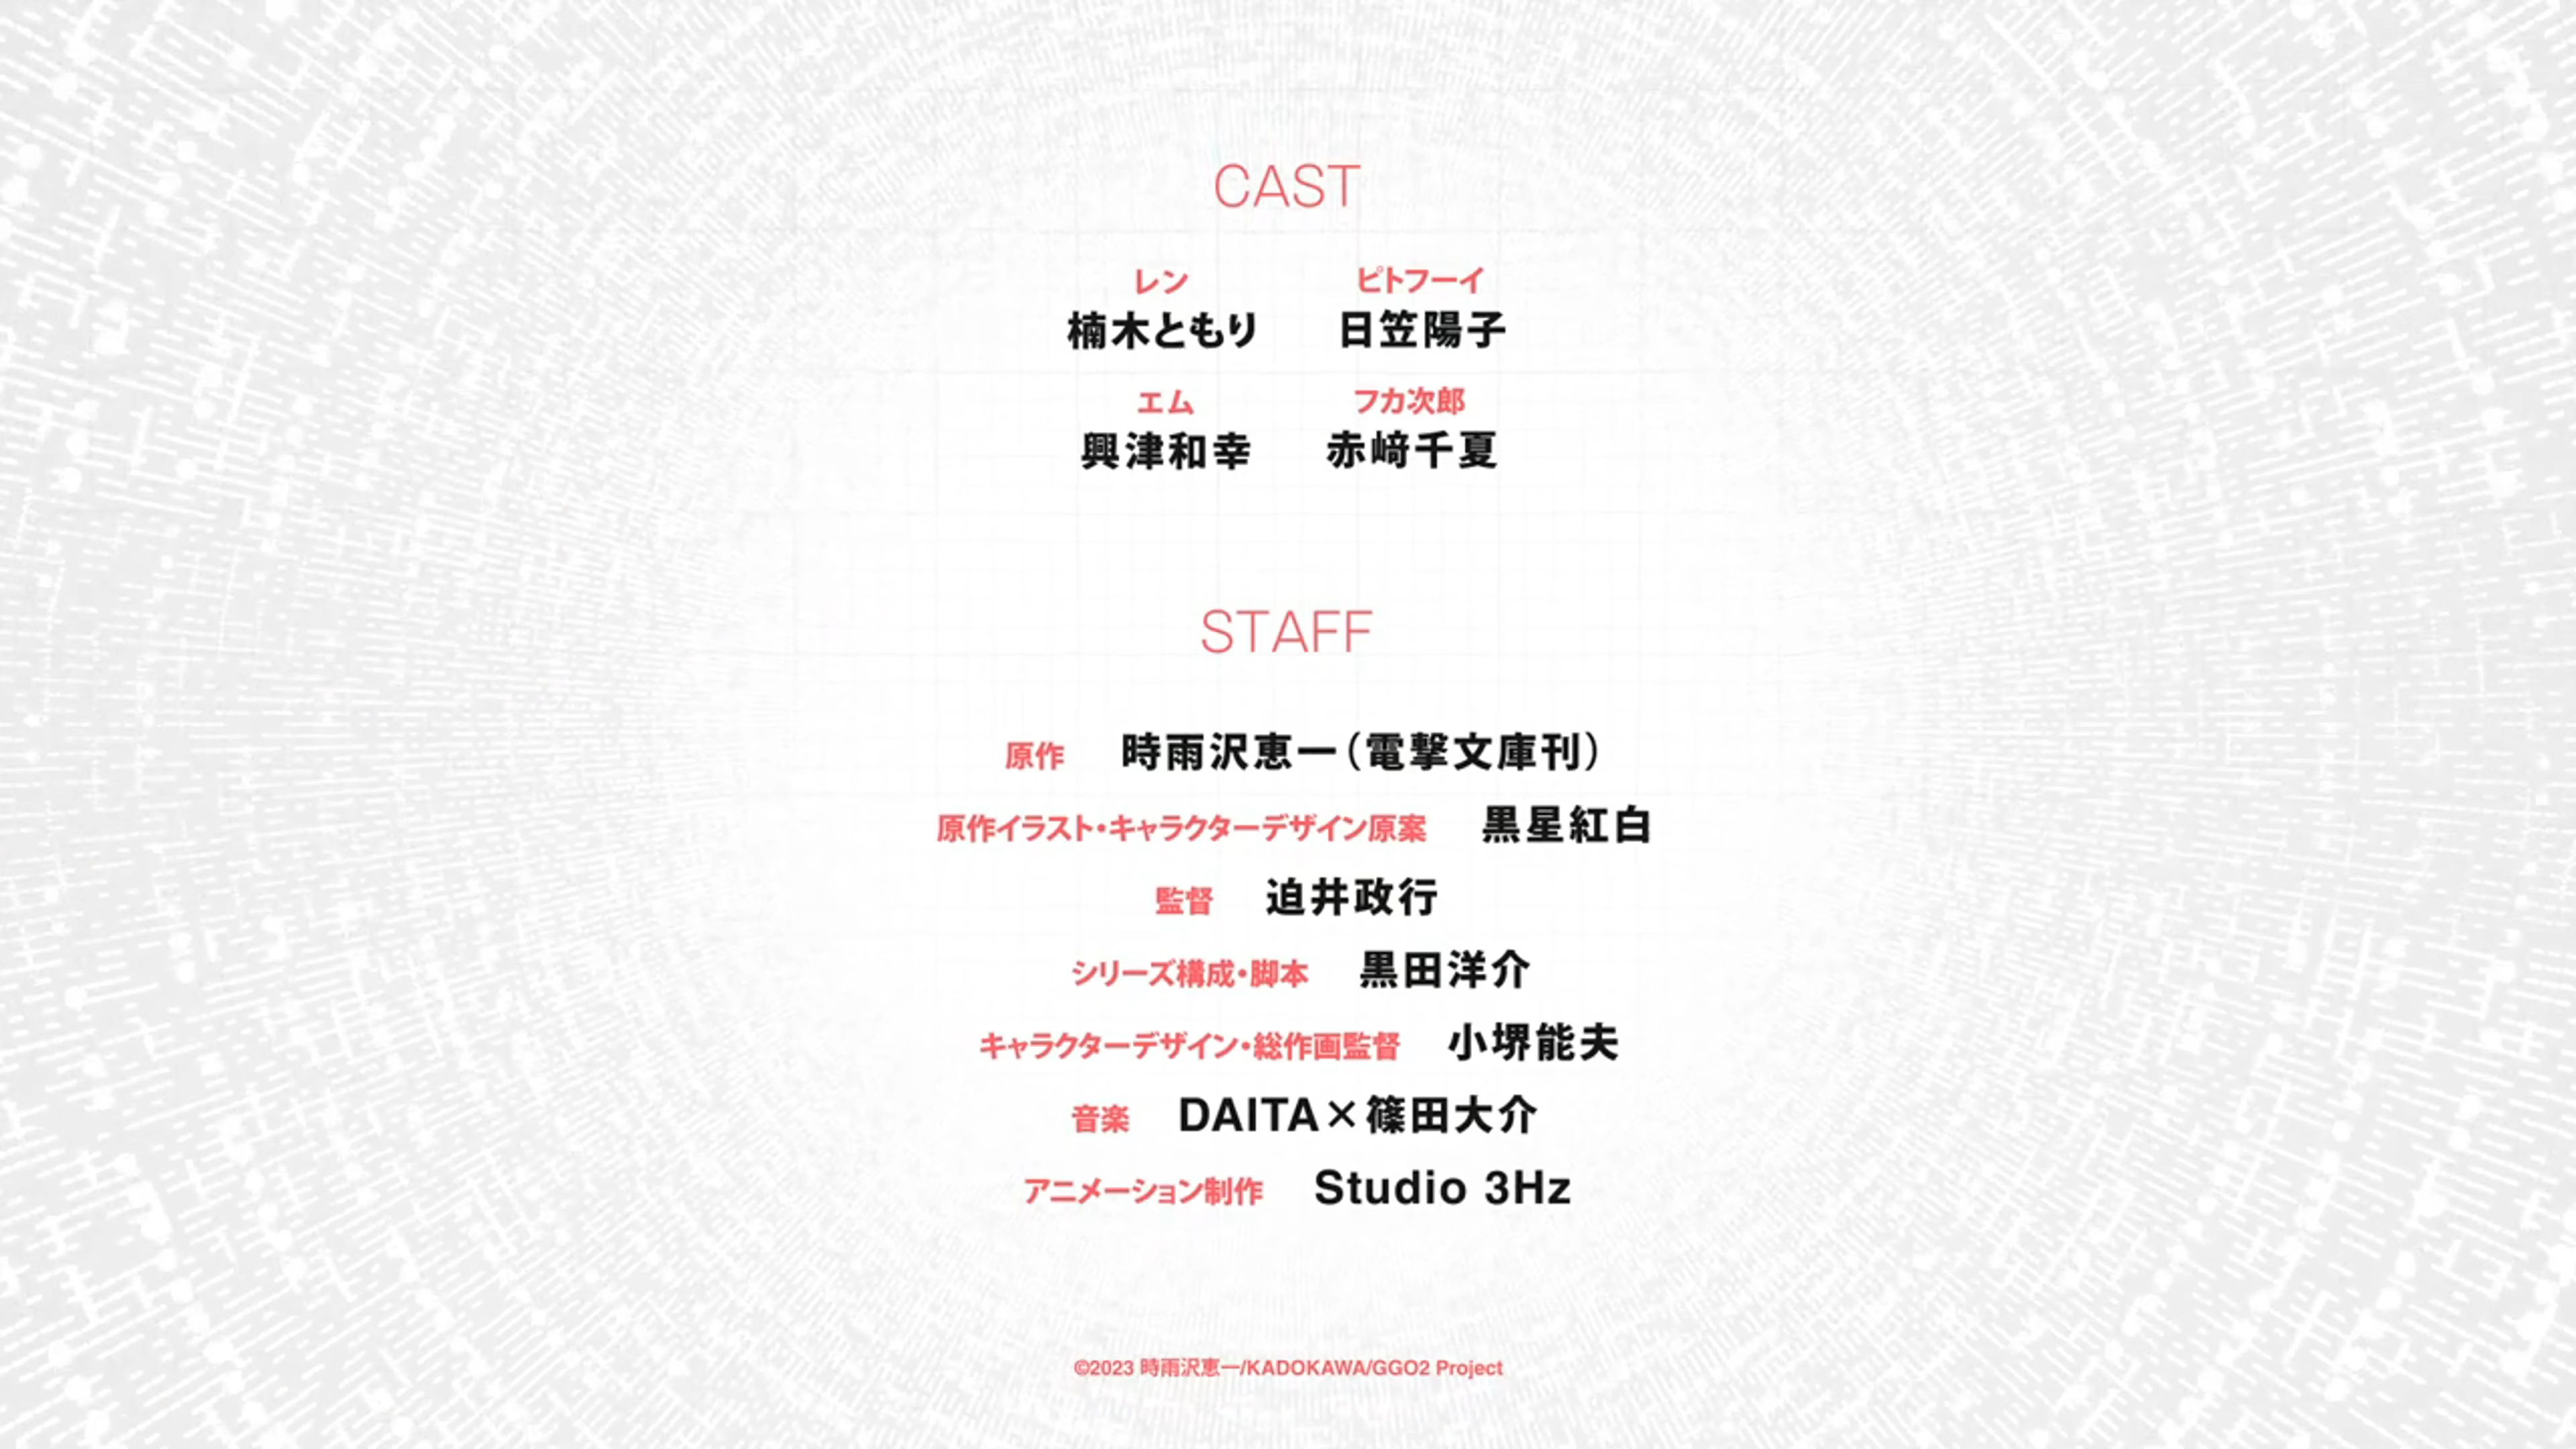 CAST
レン ピトフーイ
楠木ともり 日笠陽子
エム フカ次郎
興津和幸 赤﨑千夏
STAFF
原作 時雨沢恵一（電撃文庫刊）
原作イラスト・キャラクターデザイン原案 黒星紅白
監督 迫井政行
シリーズ構成・脚本 黒田洋介
キャラクターデザイン・総作画監督 小堺能夫
音楽 DAITA×篠田大介
アニメーション制作 Studio 3Hz
©2023 時雨沢恵一/KADOKAWA/GGO2 Project